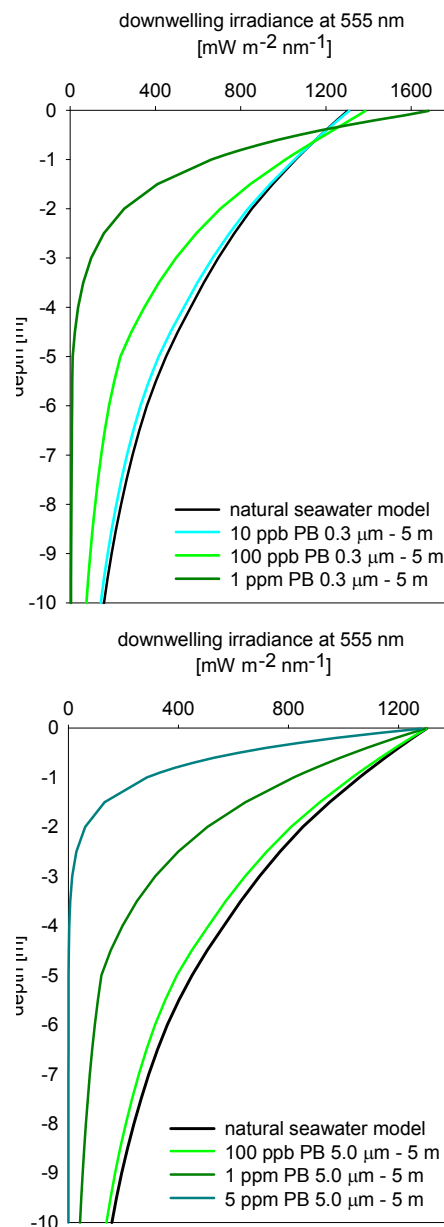 downwelling irradiance at 555 nm
[mW m⁻² nm⁻¹]
0 400 800 1200 1600
0
-1
-2
-3
-4
-5
-6
-7
-8
-9
-10
natural seawater model
10 ppb PB 0.3 μm - 5 m
100 ppb PB 0.3 μm - 5 m
1 ppm PB 0.3 μm - 5 m
downwelling irradiance at 555 nm
[mW m⁻² nm⁻¹]
0 400 800 1200
0
-1
-2
-3
-4
-5
-6
-7
-8
-9
-10
natural seawater model
100 ppb PB 5.0 μm - 5 m
1 ppm PB 5.0 μm - 5 m
5 ppm PB 5.0 μm - 5 m